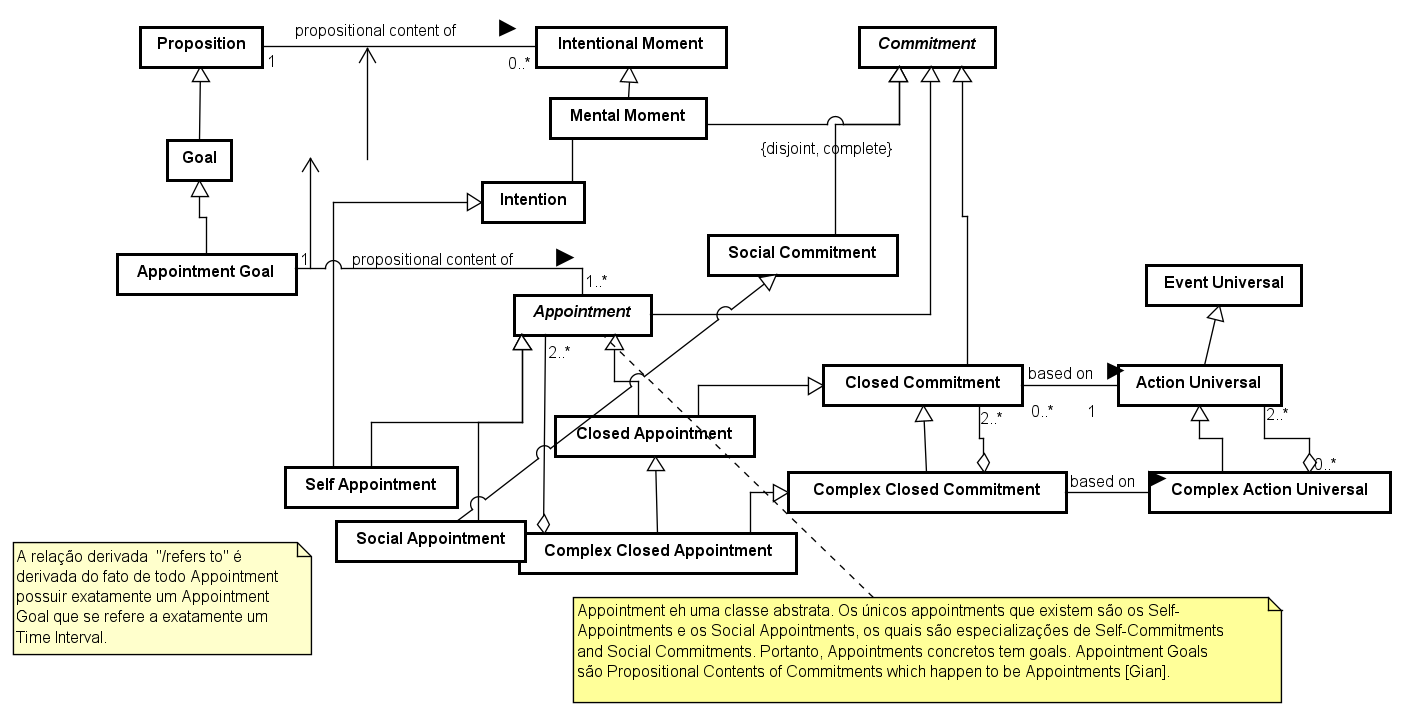 propositional content of
Proposition
Intentional Moment
Commitment
1
0..*
Mental Moment
{disjoint, complete}
Goal
Intention
Social Commitment
1
propositional content of
Appointment Goal
1..*
Event Universal
Appointment
2..*
Closed Commitment
based on
Action Universal
0..*
1
2..*
2..*
Closed Appointment
0..*
Self Appointment
Complex Closed Commitment
based on
Complex Action Universal
Social Appointment
Complex Closed Appointment
A relação derivada "/refers to" é
derivada do fato de todo Appointment
possuir exatamente um Appointment
Goal que se refere a exatamente um
Time Interval.
Appointment eh uma classe abstrata. Os únicos appointments que existem são os Self-
Appointments e os Social Appointments, os quais são especializações de Self-Commitments
and Social Commitments. Portanto, Appointments concretos tem goals. Appointment Goals
são Propositional Contents of Commitments which happen to be Appointments [Gian].